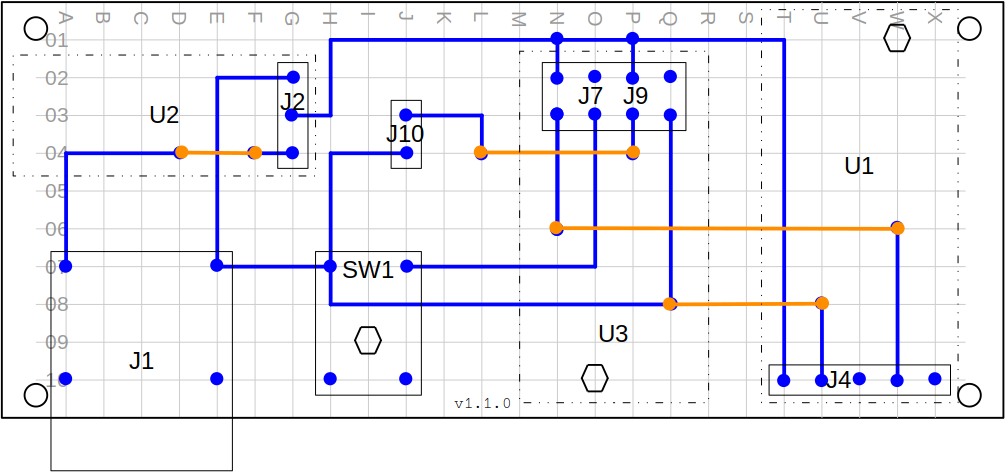 A B C D E F G H I J K L M N O P Q R S T U V W X
01
02
J2
J7 J9
03
U2
J10
04
U1
05
06
07
SW1
08
U3
09
J1
10
J4
v1.1.0